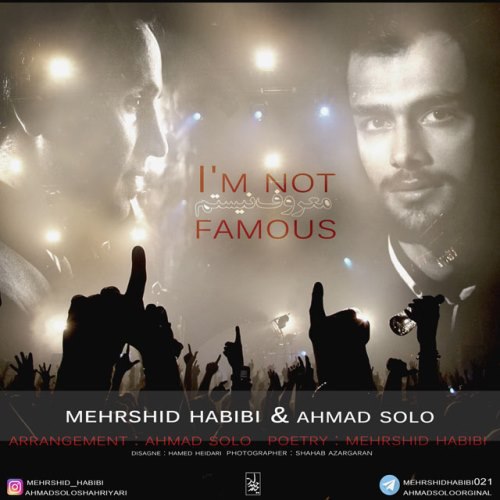 I'M NOT
معروف نیستم
FAMOUS
MEHRSHID HABIBI & AHMAD SOLO
ARRANGEMENT : AHMAD SOLO POETRY : MEHRSHID HABIBI
DISAGNE : HAMED HEIDARI PHOTOGRAPHER : SHAHAB AZARGARAN
MEHRSHID_HABIBI
AHMADSOLOSHAHRIYARI
MEHRSHIDHABIBI021
AHMADSOLOORGINAL